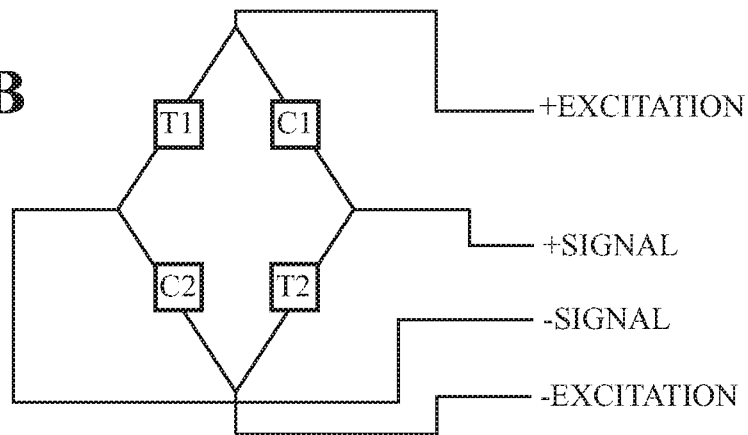 B
T1
C1
+EXCITATION
+SIGNAL
C2
T2
-SIGNAL
-EXCITATION